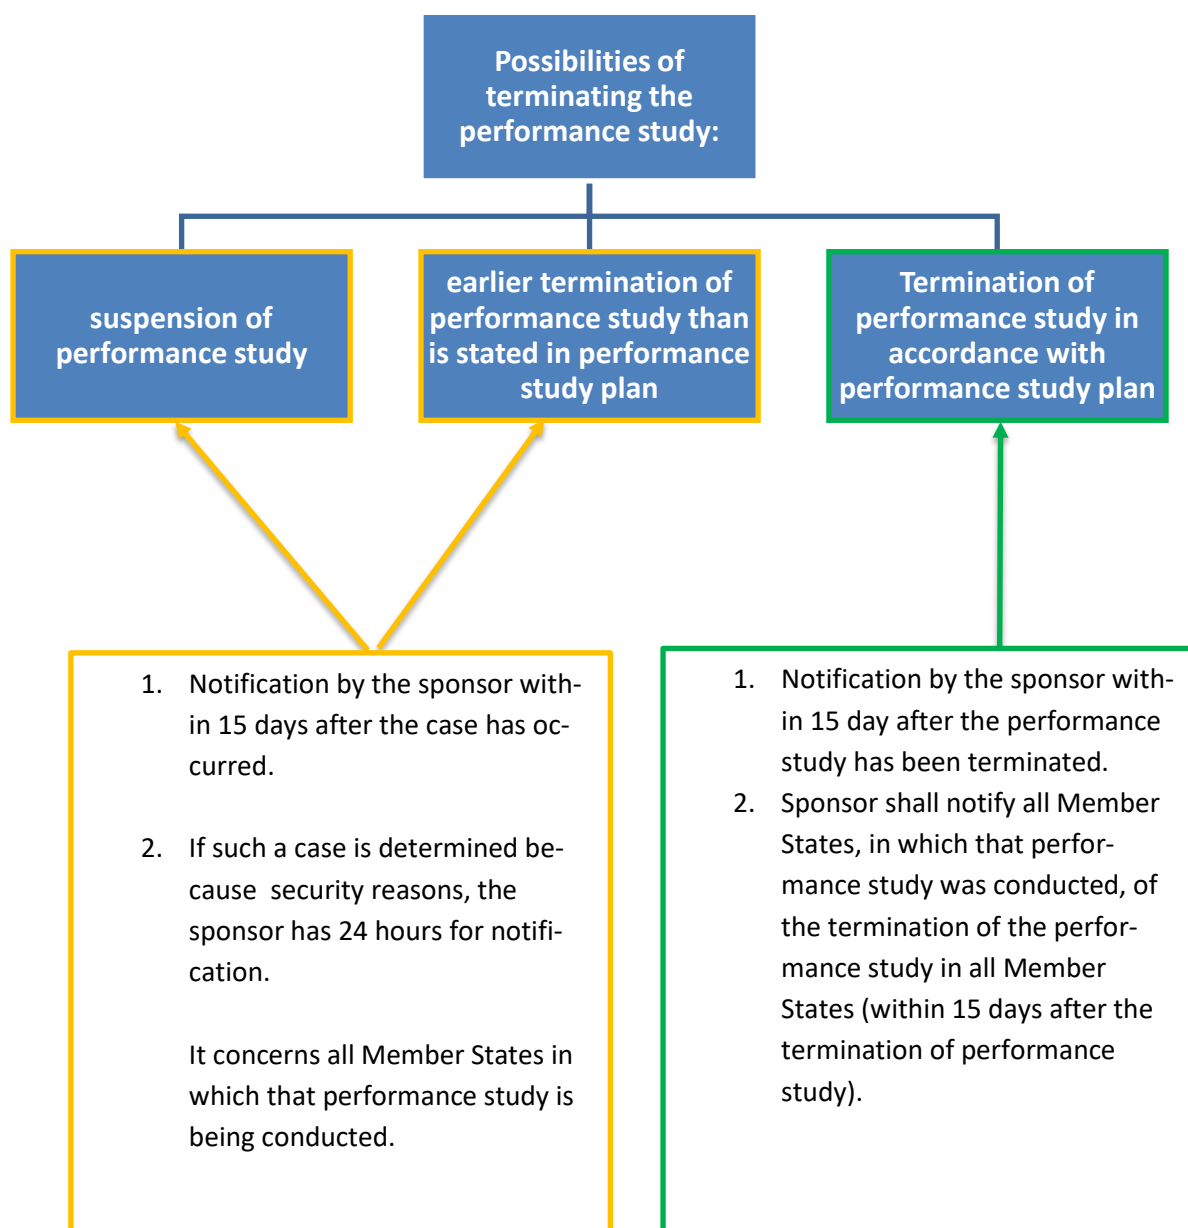 Possibilities of
terminating the
performance study:
suspension of
performance study
earlier termination of
performance study than
is stated in performance
study plan
Termination of
performance study in
accordance with
performance study plan
1. Notification by the sponsor with-
in 15 days after the case has oc-
curred.
2. If such a case is determined be-
cause  security reasons, the
sponsor has 24 hours for notifi-
cation.
It concerns all Member States in
which that performance study is
being conducted.
1. Notification by the sponsor with-
in 15 day after the performance
study has been terminated.
2. Sponsor shall notify all Member
States, in which that perfor-
mance study was conducted, of
the termination of the perfor-
mance study in all Member
States (within 15 days after the
termination of performance
study).